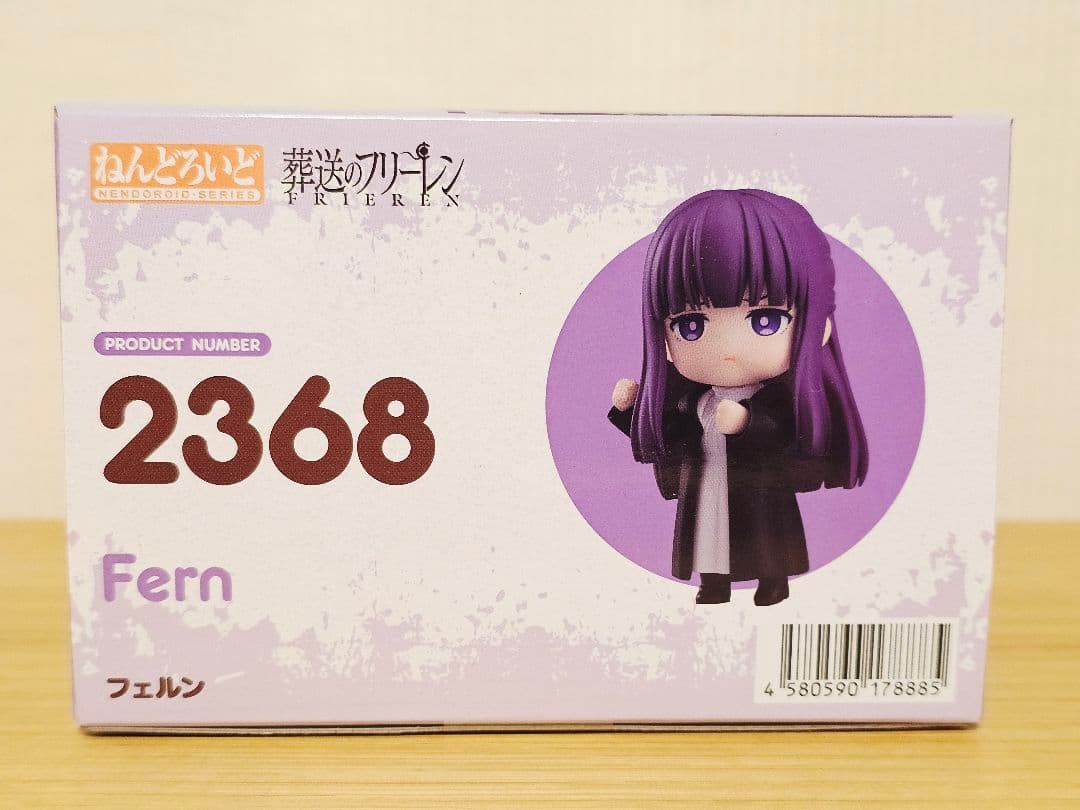 ねんどろいど
NENDOROID•SERIES
葬送のフリーレン
FRIEREN
PRODUCT NUMBER
2368
Fern
フェルン
4 580590 178885